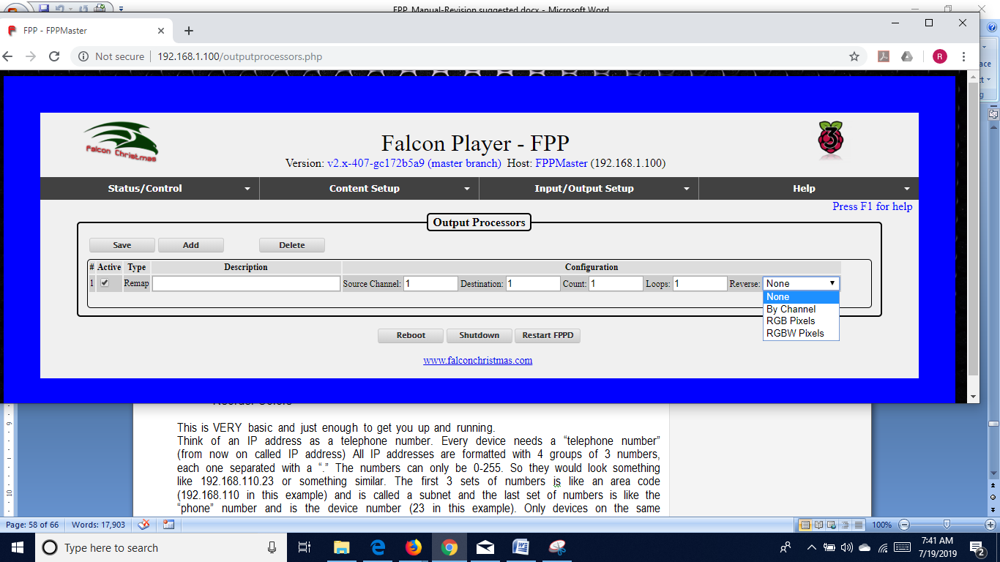 FPP_Manual-Revision suggested.docx - Microsoft Word
FPP - FPPMaster
Not secure
192.168.1.100/outputprocessors.php
R
Falcon Christmas
Falcon Player - FPP
3
Version: v2.x-407-gc172b5a9 (master branch) Host: FPPMaster (192.168.1.100)
Status/Control
Content Setup
Input/Output Setup
Help
Press F1 for help
Output Processors
Save
Add
Delete
# Active Type Description Configuration
1 Remap Source Channel: 1 Destination: 1 Count: 1 Loops: 1 Reverse: None
None
By Channel
RGB Pixels
RGBW Pixels
Reboot
Shutdown
Restart FPPD
www.falconchristmas.com
This is VERY basic and just enough to get you up and running.
Think of an IP address as a telephone number. Every device needs a “telephone number”
(from now on called IP address) All IP addresses are formatted with 4 groups of 3 numbers,
each one separated with a “.” The numbers can only be 0-255. So they would look something
like 192.168.110.23 or something similar. The first 3 sets of numbers is like an area code
(192.168.110 in this example) and is called a subnet and the last set of numbers is like the
“phone” number and is the device number (23 in this example). Only devices on the same
9
10
Page: 58 of 66
Words: 17,903
100%
Type here to search
7:41 AM
7/19/2019
2